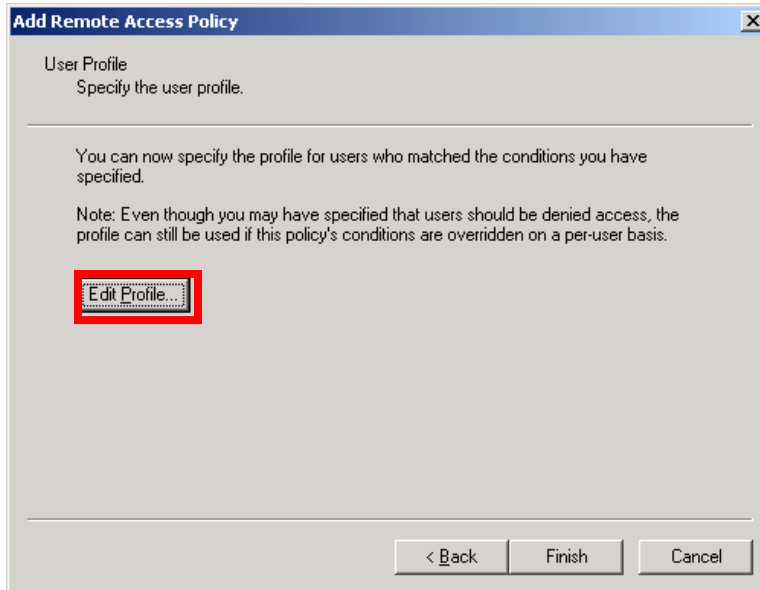 Add Remote Access Policy
User Profile
Specify the user profile.
You can now specify the profile for users who matched the conditions you have
specified.
Note: Even though you may have specified that users should be denied access, the
profile can still be used if this policy's conditions are overridden on a per-user basis.
Edit Profile...
< Back Finish Cancel